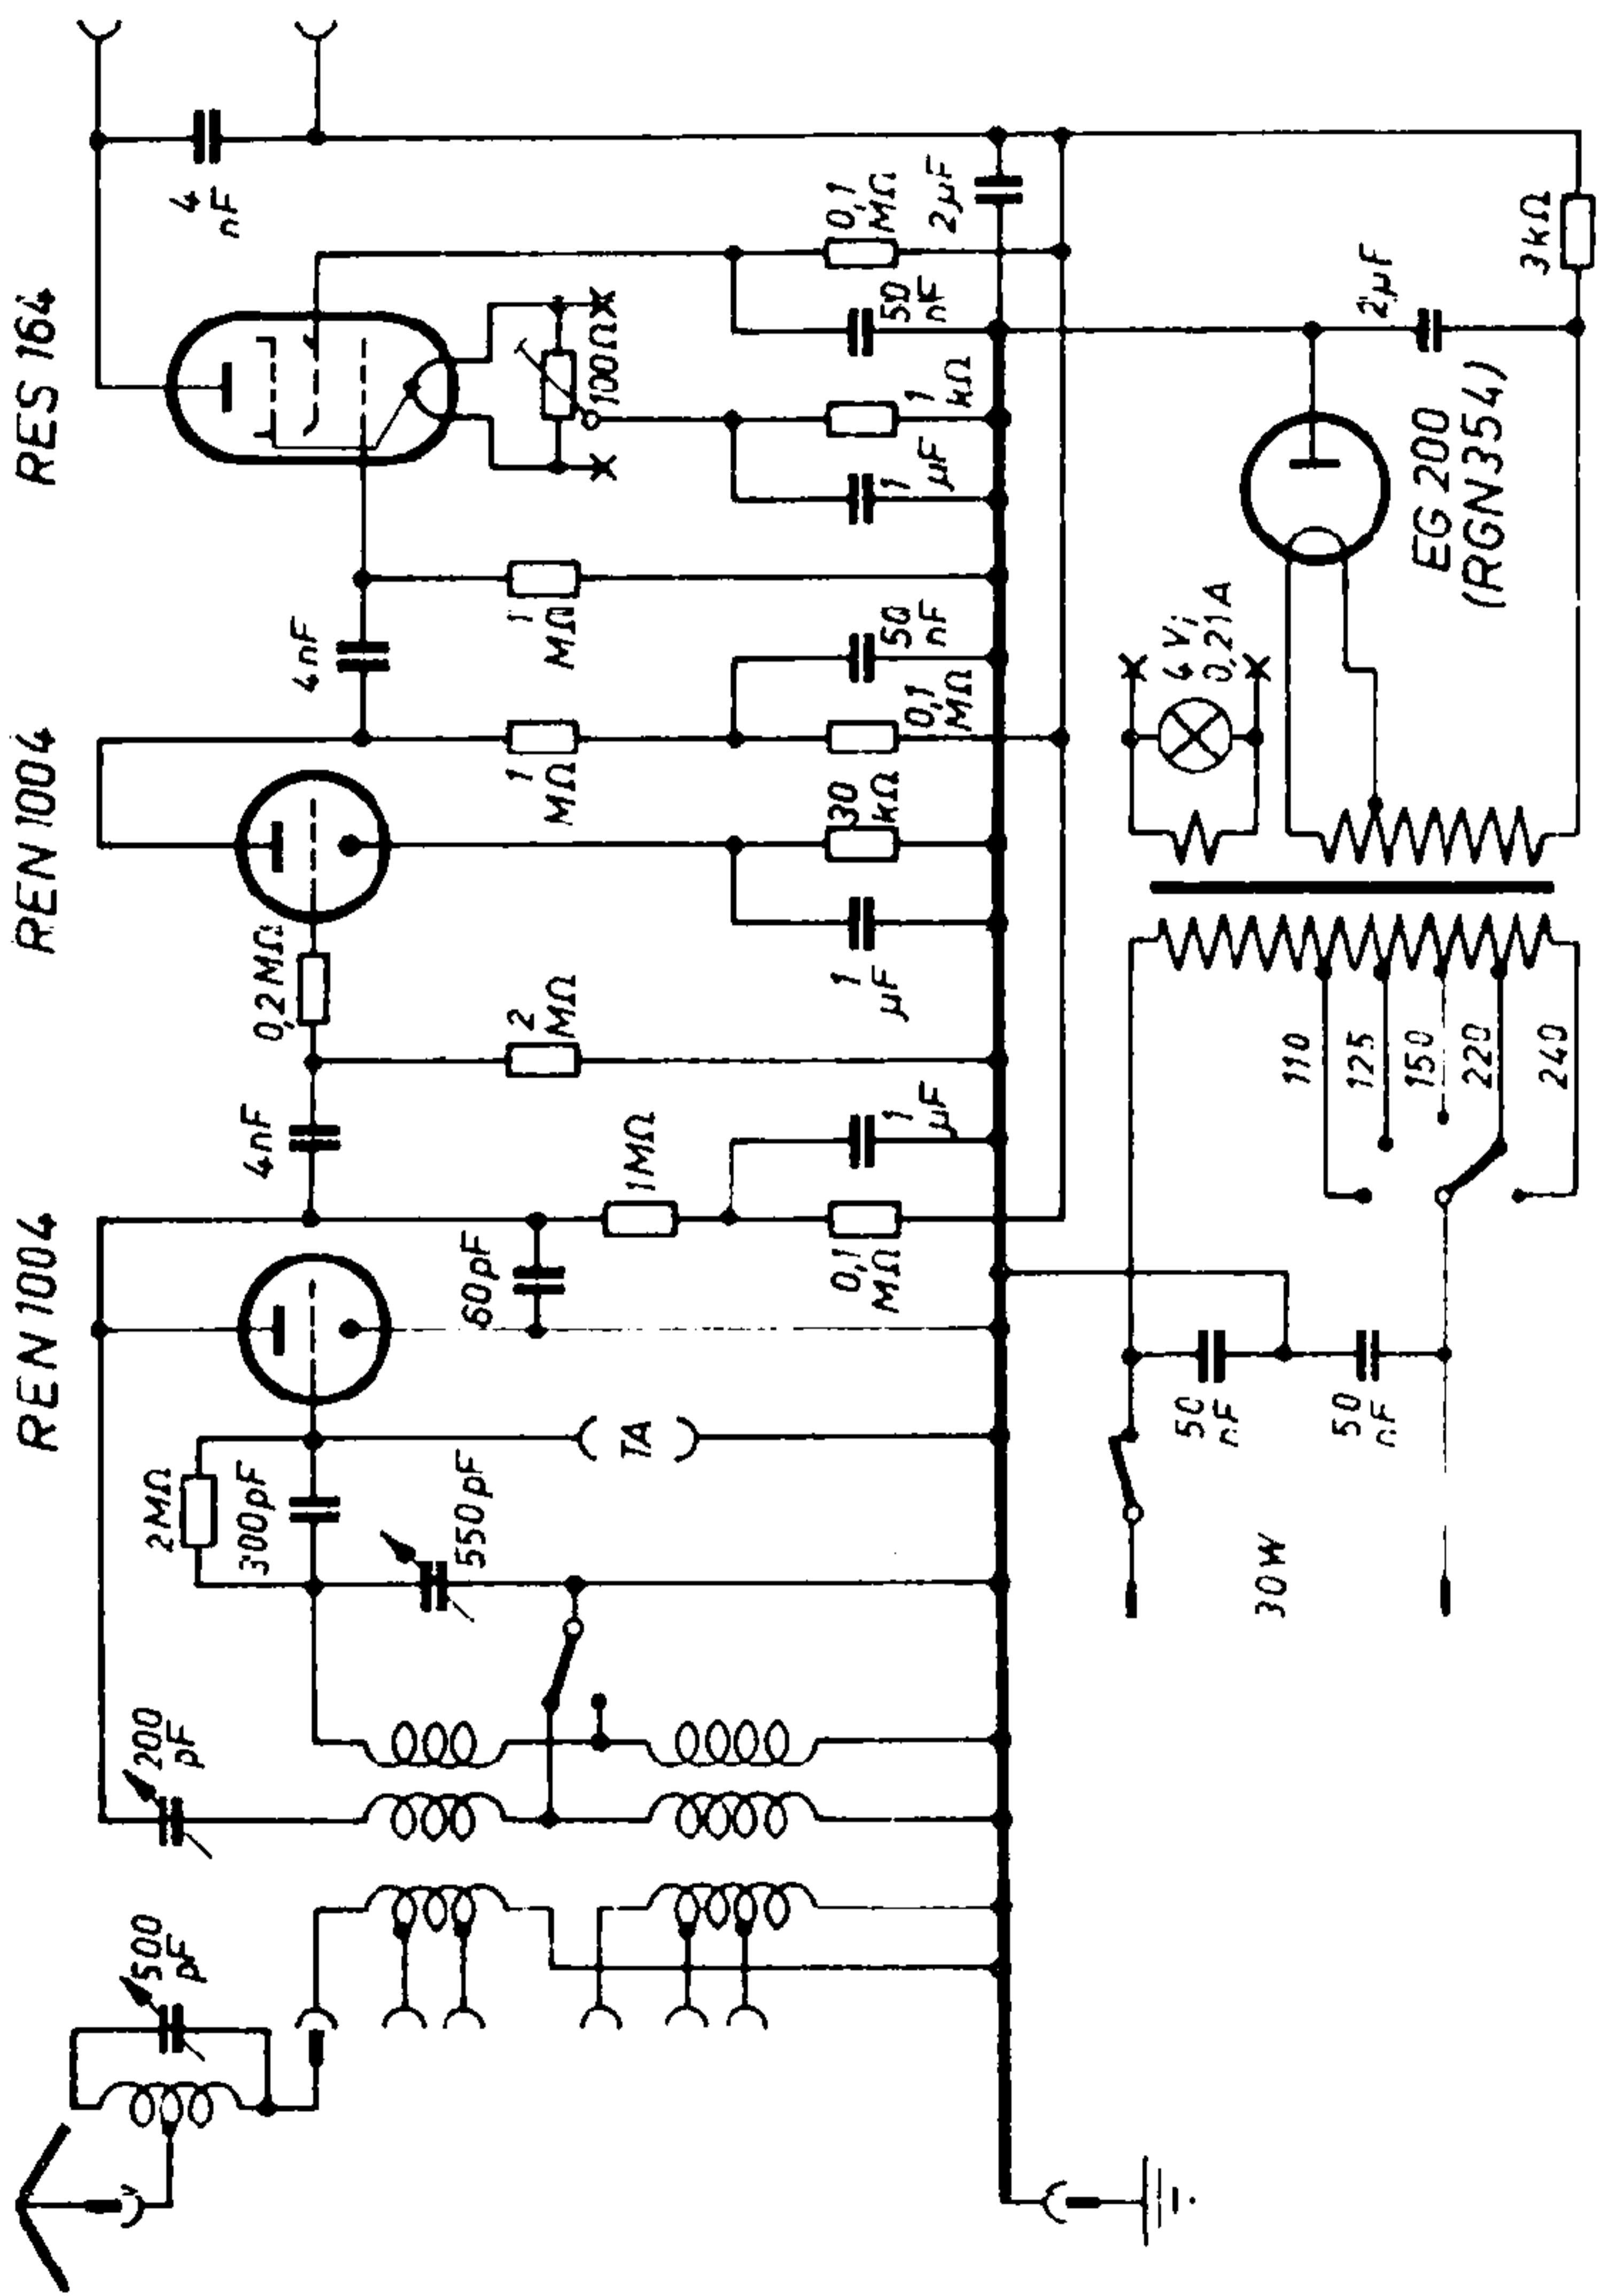 REN 1004
REN 1004
RES 164
500
pF
200
pF
2MΩ
300pF
550pF
TA
60pF
4nF
1MΩ
0,1
MΩ
1
µF
0,2MΩ
2
MΩ
1
µF
30
kΩ
1
MΩ
0,1
MΩ
50
nF
4nF
1
MΩ
100Ω
1
µF
1
kΩ
50
nF
0,1
MΩ
2µF
4
nF
30W
50
nF
50
nF
110
125
150
220
240
4V;
0,21A
EG 200
(RGN354)
2µF
3kΩ